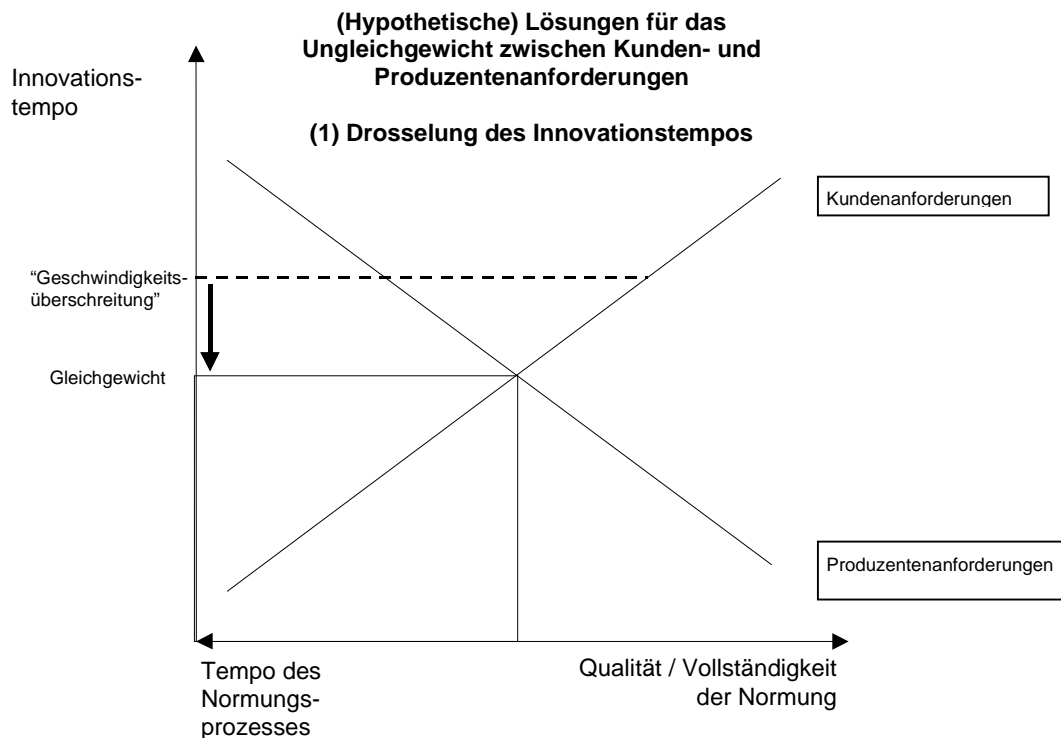 (Hypothetische) Lösungen für das
Ungleichgewicht zwischen Kunden- und
Produzentenanforderungen
(1) Drosselung des Innovationstempos
Innovations-
tempo
Kundenanforderungen
“Geschwindigkeits-
überschreitung”
Gleichgewicht
Produzentenanforderungen
Tempo des
Normungs-
prozesses
Qualität / Vollständigkeit
der Normung